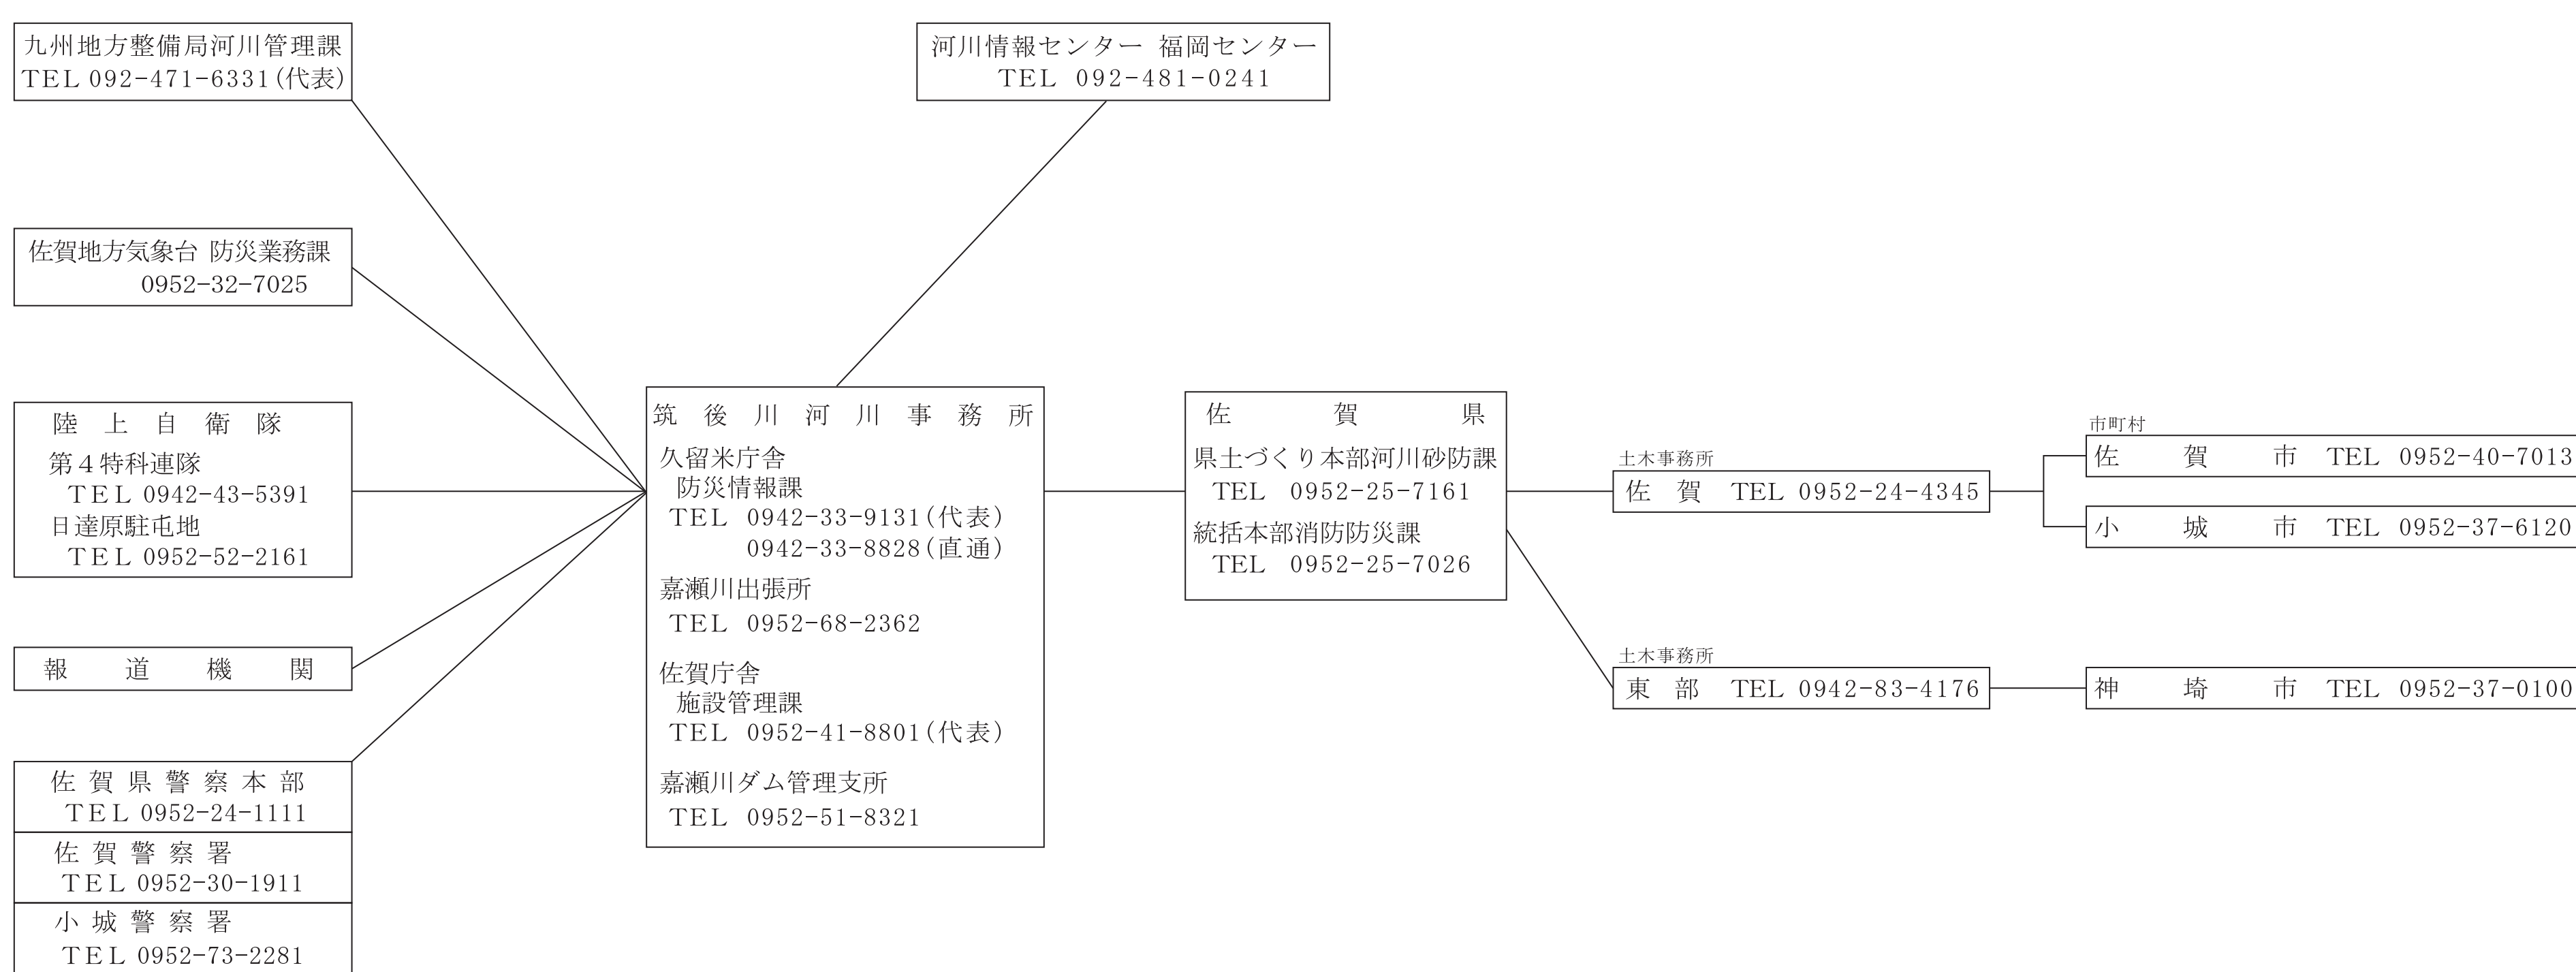 九州地方整備局河川管理課
TEL 092-471-6331(代表)
河川情報センター 福岡センター
TEL 092-481-0241
佐賀地方気象台 防災業務課
0952-32-7025
陸上自衛隊
第4特科連隊
TEL 0942-43-5391
目達原駐屯地
TEL 0952-52-2161
報道機関
佐賀県警察本部
TEL 0952-24-1111
佐賀警察署
TEL 0952-30-1911
小城警察署
TEL 0952-73-2281
筑後川河川事務所
久留米庁舎
防災情報課
TEL 0942-33-9131(代表)
0942-33-8828(直通)
嘉瀬川出張所
TEL 0952-68-2362
佐賀庁舎
施設管理課
TEL 0952-41-8801(代表)
嘉瀬川ダム管理支所
TEL 0952-51-8321
佐賀県
県土づくり本部河川砂防課
TEL 0952-25-7161
統括本部消防防災課
TEL 0952-25-7026
土木事務所
佐賀 TEL 0952-24-4345
土木事務所
東部 TEL 0942-83-4176
市町村
佐賀市 TEL 0952-40-7013
小城市 TEL 0952-37-6120
神埼市 TEL 0952-37-0100